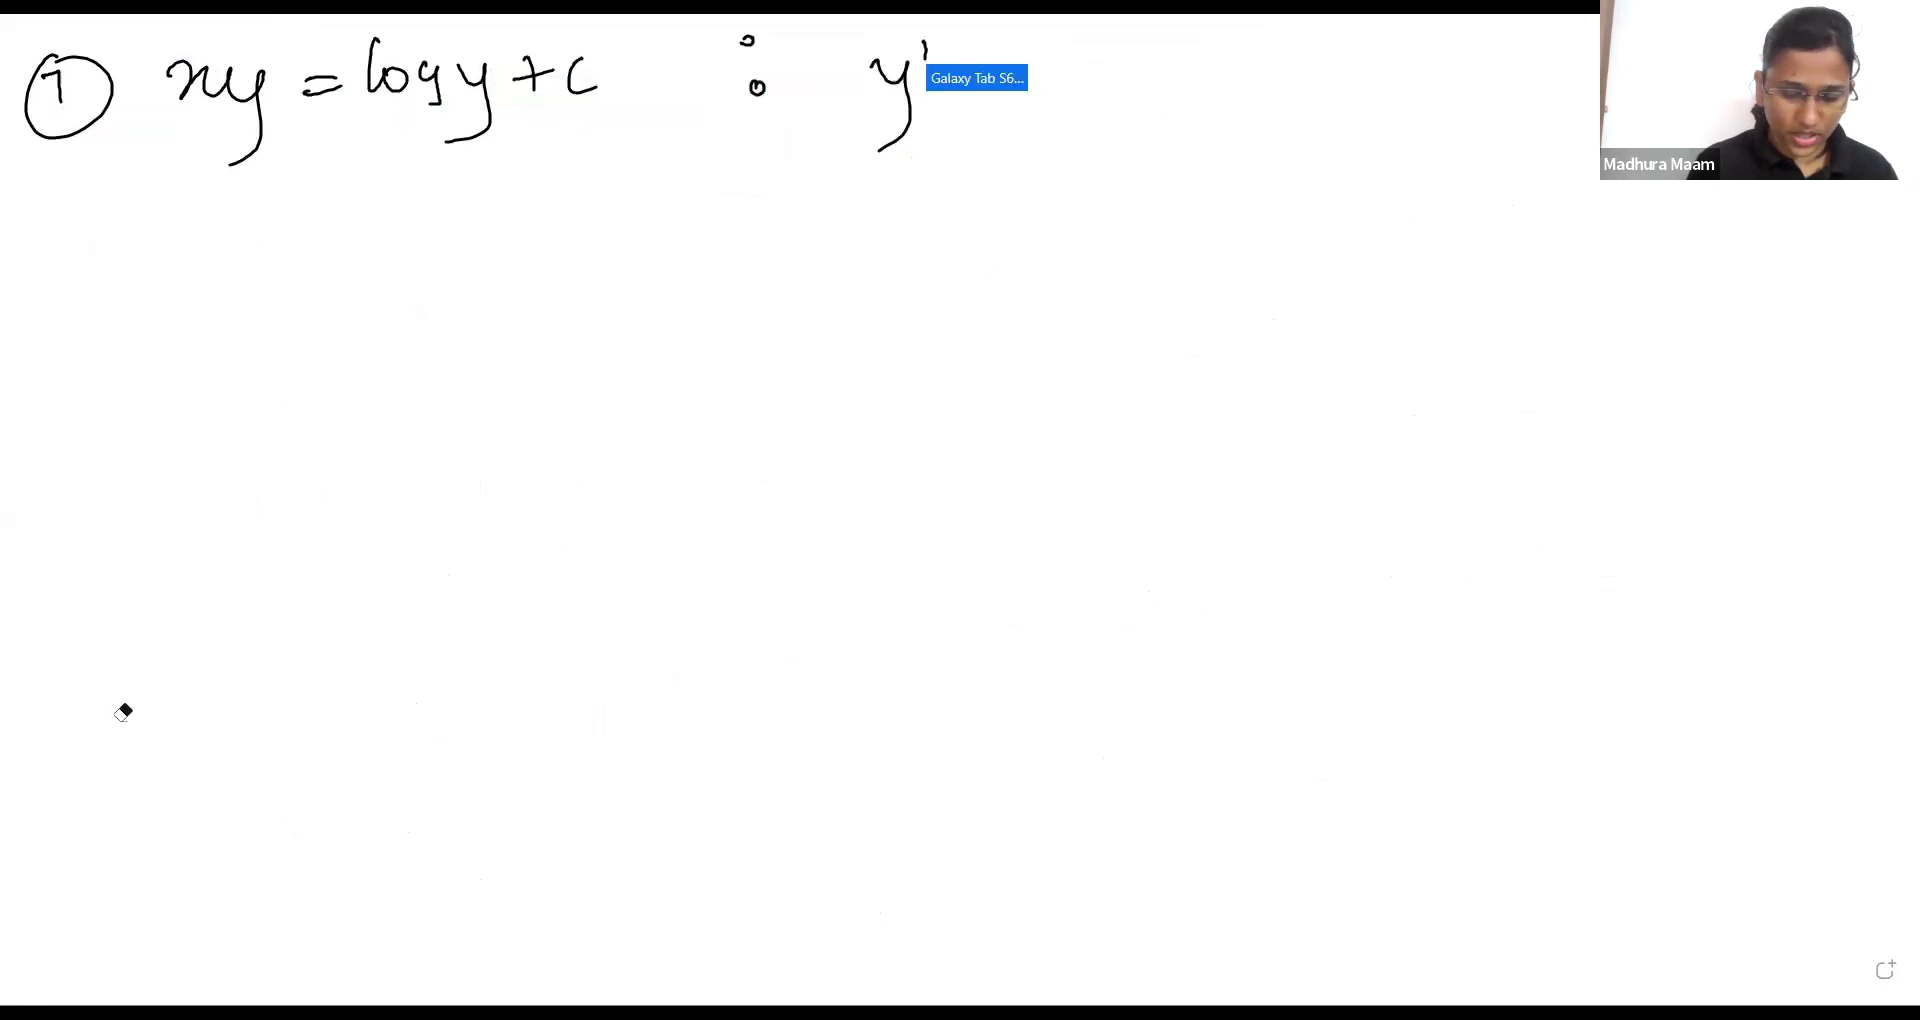 ① xy = log y + c : y'
Galaxy Tab S6...
Madhura Maam